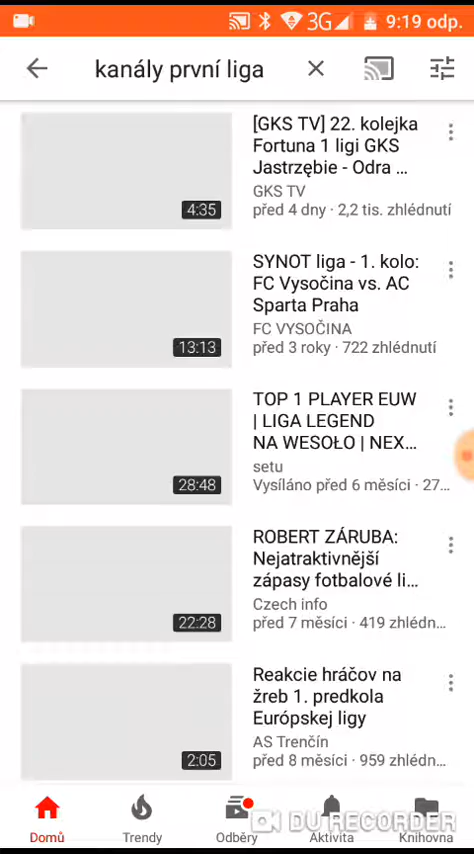 3G 9:19 odp.
kanály první liga
[GKS TV] 22. kolejka
Fortuna 1 ligi GKS
Jastrzębie - Odra ...
GKS TV
před 4 dny · 2,2 tis. zhlédnutí
4:35
SYNOT liga - 1. kolo:
FC Vysočina vs. AC
Sparta Praha
FC VYSOČINA
před 3 roky · 722 zhlédnutí
13:13
TOP 1 PLAYER EUW
| LIGA LEGEND
NA WESOŁO | NEX...
setu
Vysíláno před 6 měsíci · 27...
28:48
ROBERT ZÁRUBA:
Nejatraktivnější
zápasy fotbalové li...
Czech info
před 7 měsíci · 419 zhlédn...
22:28
Reakcie hráčov na
žreb 1. predkola
Európskej ligy
AS Trenčín
před 8 měsíci · 959 zhlédn...
2:05
Domů Trendy Odběry Aktivita Knihovna
DU RECORDER